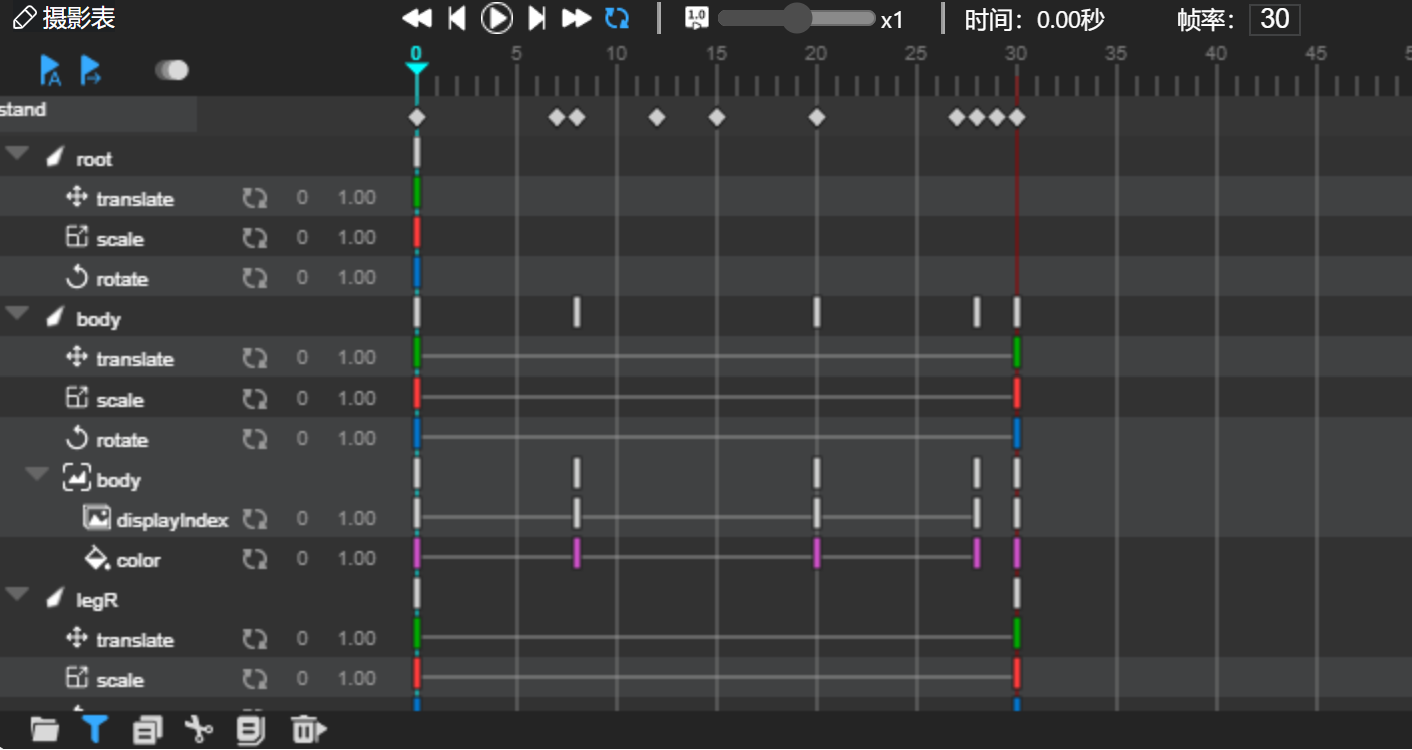 摄影表 1.0 x1 时间：0.00秒 帧率：30
0 5 10 15 20 25 30 35 40 45
A
stand
root
translate 0 1.00
scale 0 1.00
rotate 0 1.00
body
translate 0 1.00
scale 0 1.00
rotate 0 1.00
body
displayIndex 0 1.00
color 0 1.00
legR
translate 0 1.00
scale 0 1.00